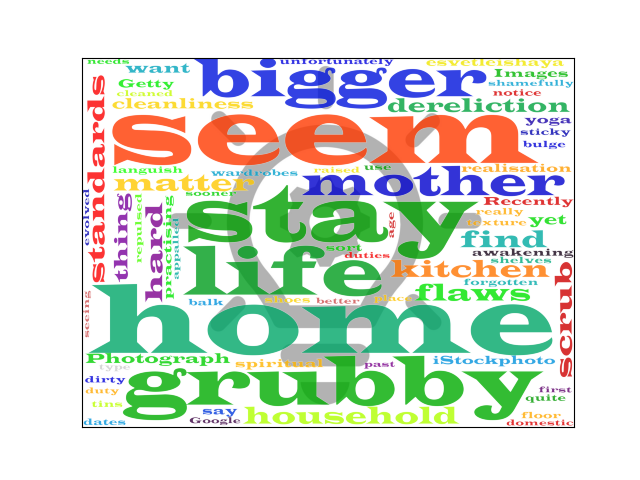 needs
unfortunately
esvetleishaya
want
bigger
Images
Getty
shamefully
cleaned
notice
cleanliness
dereliction
standards
seem
yoga
sticky
bulge
languish
wardrobes
raised
use
realisation
matter
mother
sooner
evolved
thing
repulsed
hard
practising
appalled
stay
age
Recently
really
fixture
yet
find
sort
duties
awakening
shelves
life
kitchen
forgotten
flaws
balk
shoes
better
place
seeing
home
scrub
Photograph
type
spiritual
past
iStockphoto
dirty
duty
grubby
first
quite
tins
say
household
floor
dates
Google
domestic